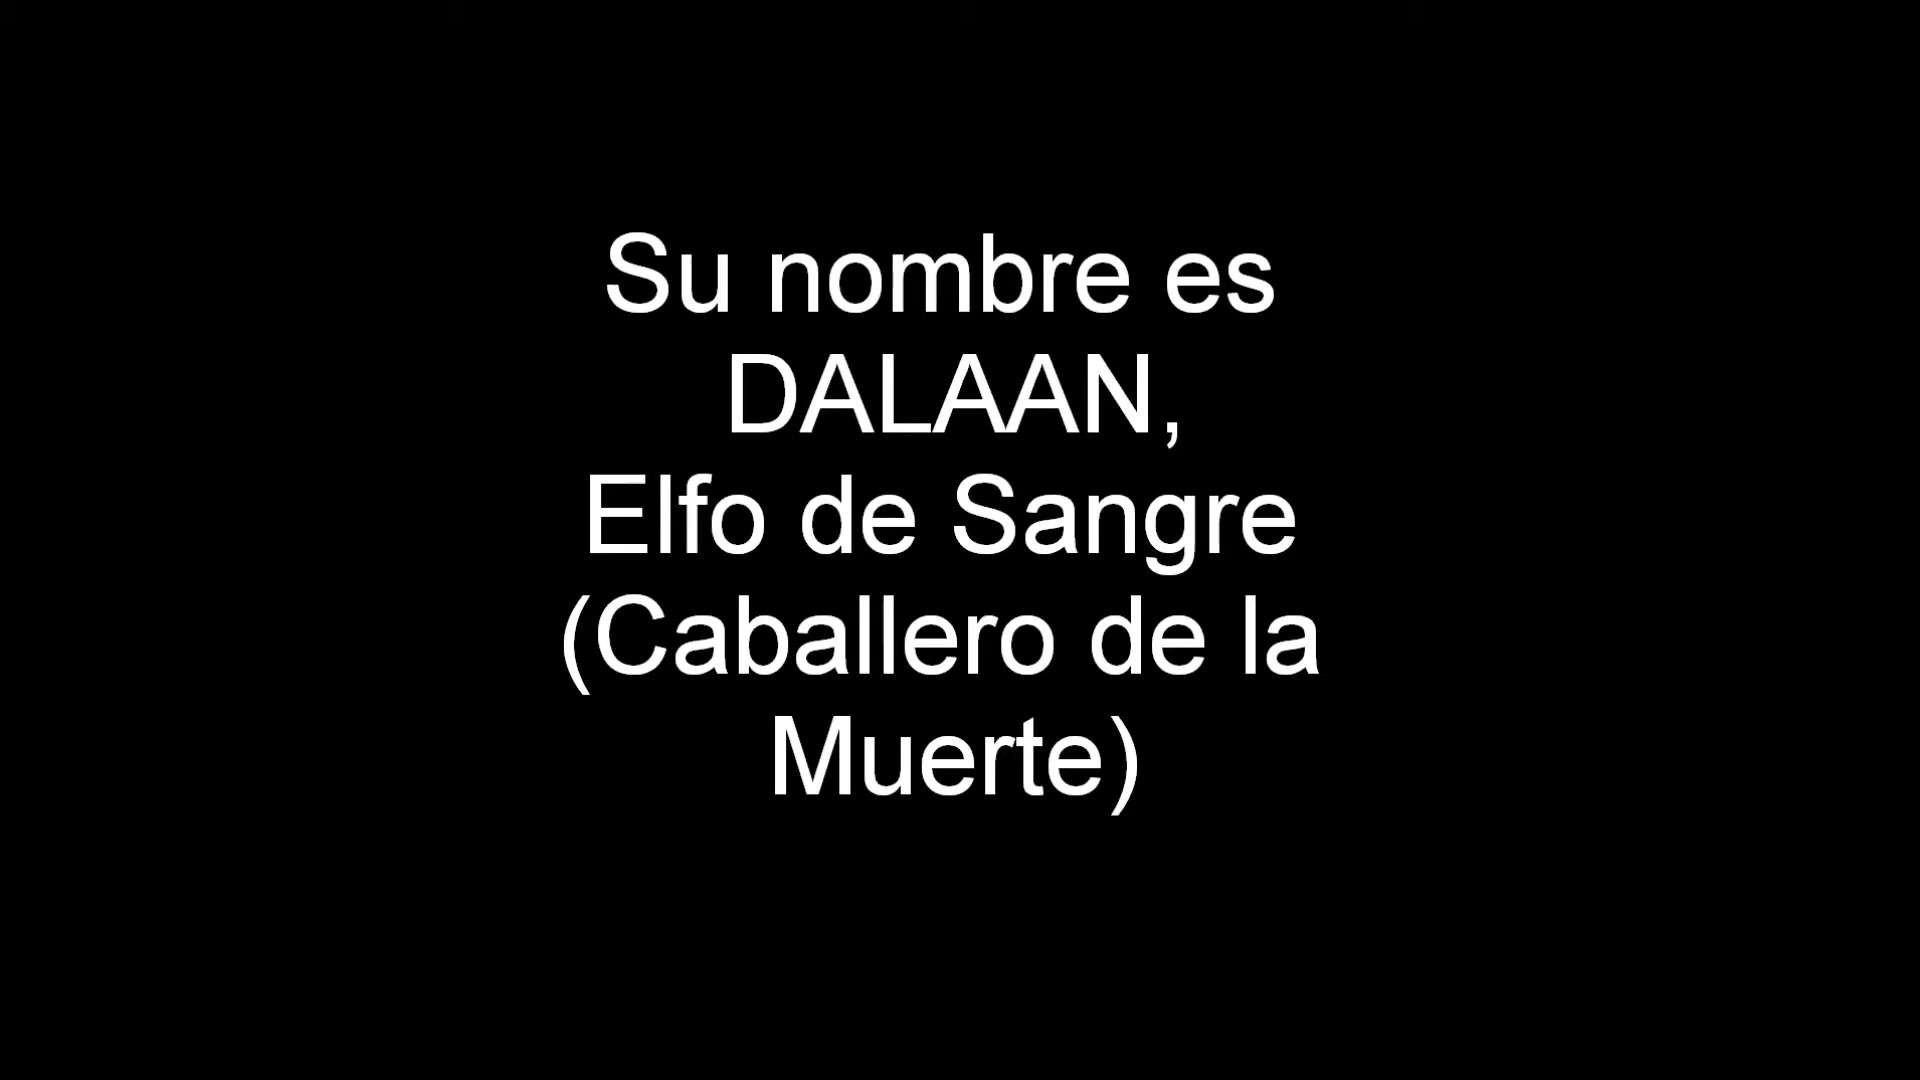 Su nombre es
DALAAN,
Elfo de Sangre
(Caballero de la
Muerte)